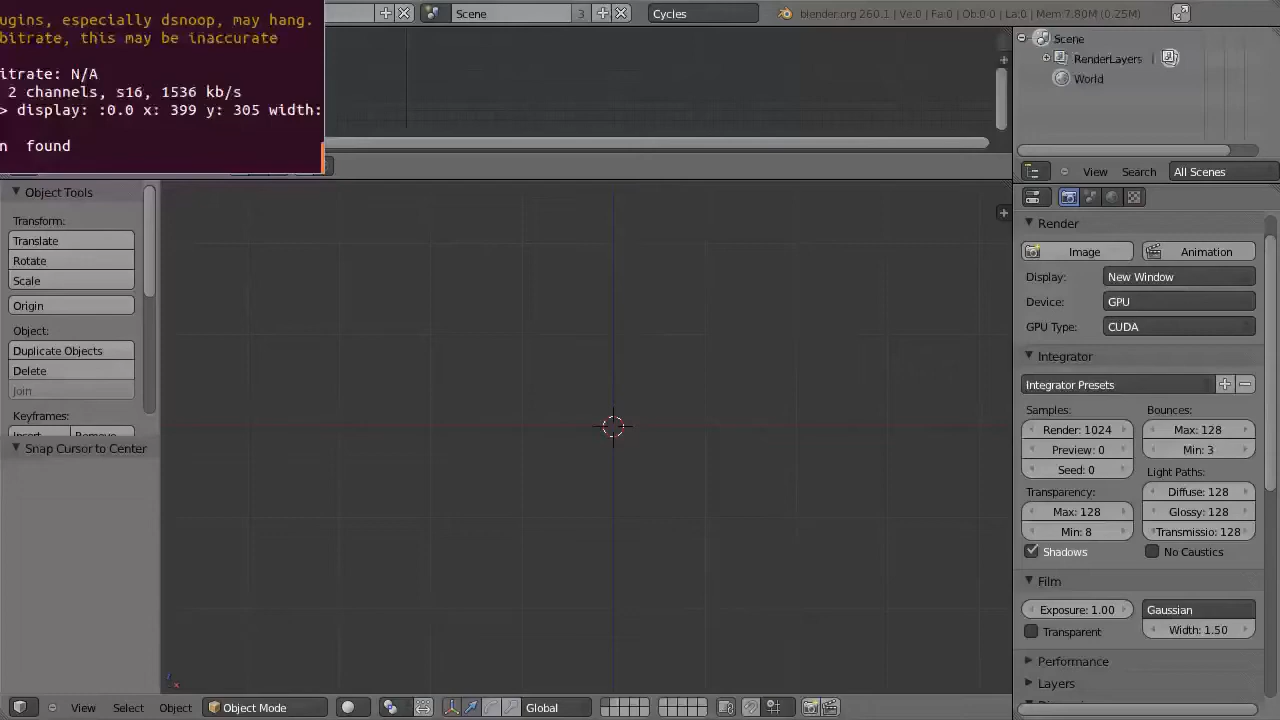 ugins, especially dsnoop, may hang.
bitrate, this may be inaccurate
itrate: N/A
2 channels, s16, 1536 kb/s
> display: :0.0 x: 399 y: 305 width:
n found
Scene
3
Cycles
blender.org 260.1 | Ve:0 | Fa:0 | Ob:0-0 | La:0 | Mem 7.80M (0.25M)
Scene
RenderLayers
World
View
Search
All Scenes
Object Tools
Transform:
Translate
Rotate
Scale
Origin
Object:
Duplicate Objects
Delete
Join
Keyframes:
Insert
Remove
Snap Cursor to Center
Render
Image
Animation
Display:
New Window
Device:
GPU
GPU Type:
CUDA
Integrator
Integrator Presets
Samples:
Bounces:
Render: 1024
Max: 128
Preview: 0
Min: 3
Seed: 0
Light Paths:
Transparency:
Diffuse: 128
Max: 128
Glossy: 128
Min: 8
Transmissio: 128
Shadows
No Caustics
Film
Exposure: 1.00
Gaussian
Transparent
Width: 1.50
Performance
Layers
View
Select
Object
Object Mode
Global